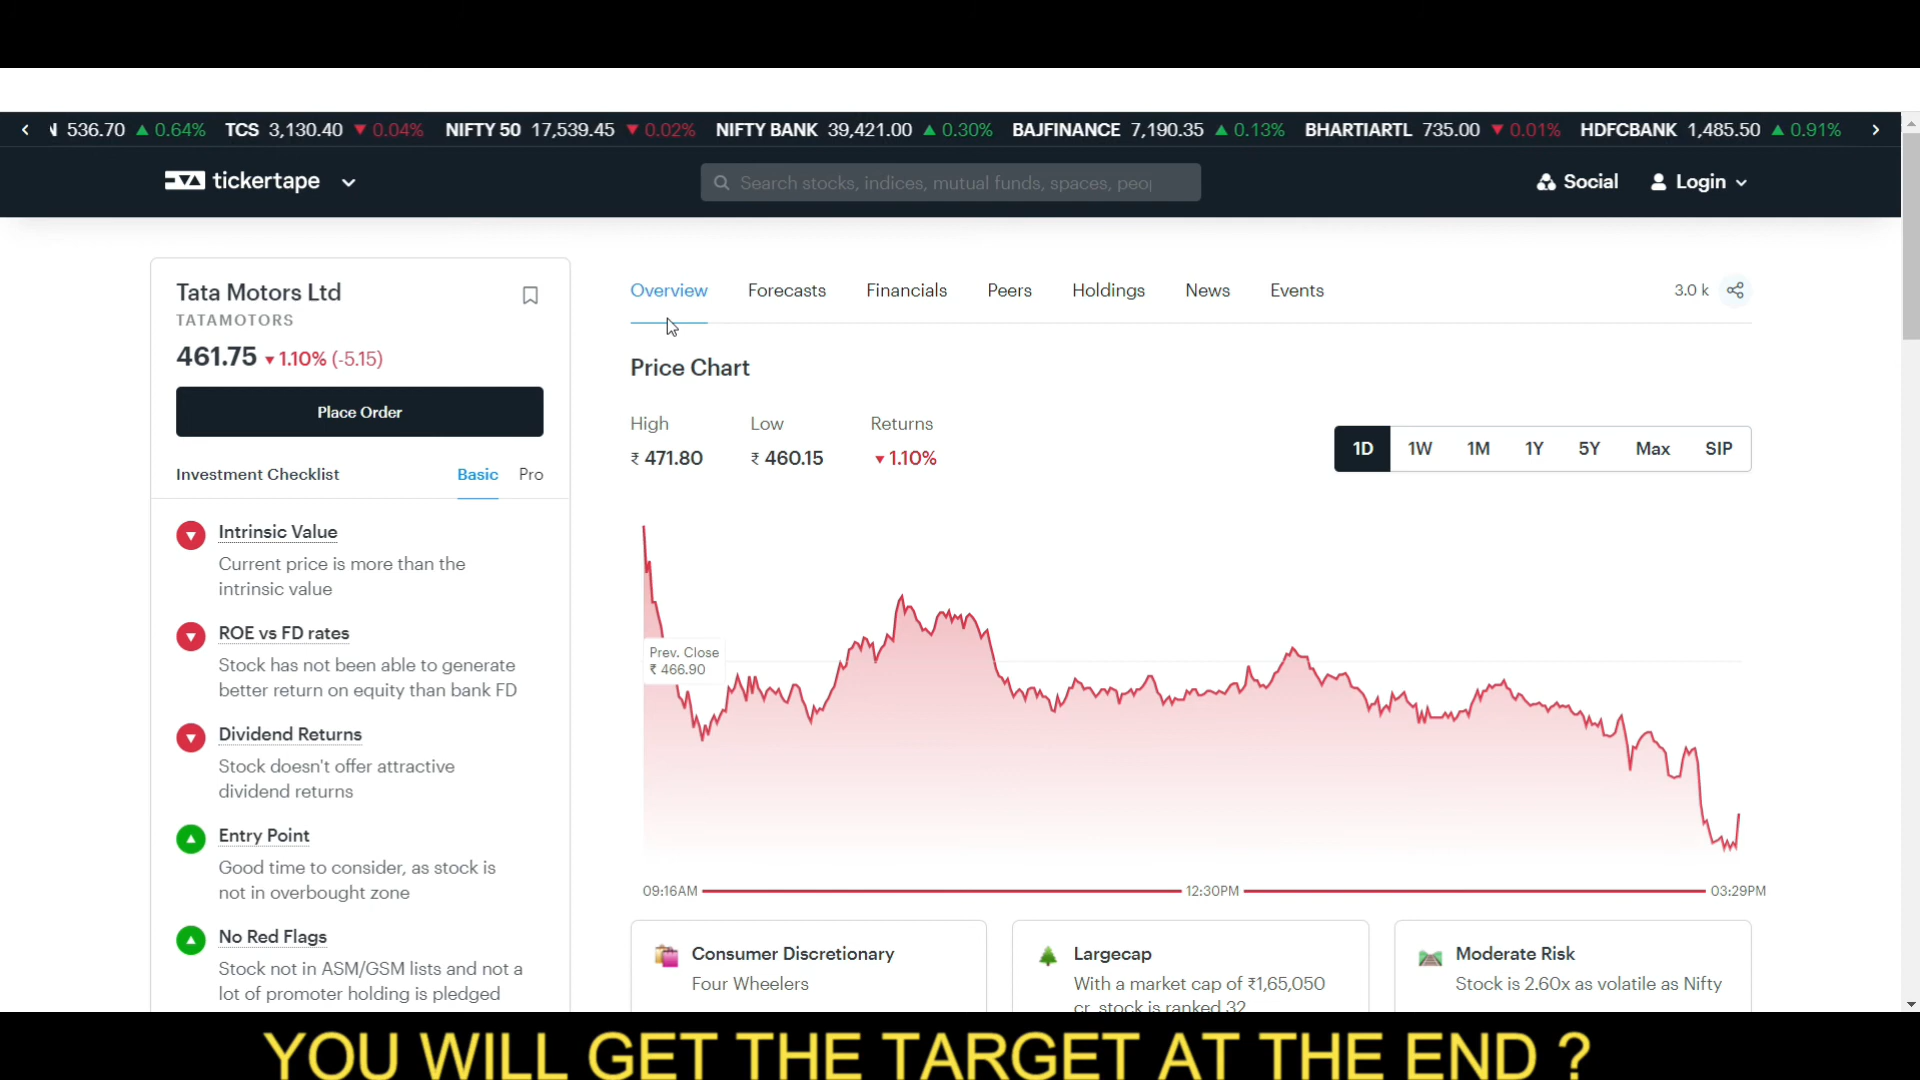 536.70 ▲ 0.64% TCS 3,130.40 ▼ 0.04% NIFTY 50 17,539.45 ▼ 0.02% NIFTY BANK 39,421.00 ▲ 0.30% BAJFINANCE 7,190.35 ▲ 0.13% BHARTIARTL 735.00 ▼ 0.01% HDFCBANK 1,485.50 ▲ 0.91%
tickertape
Search stocks, indices, mutual funds, spaces,
Social
Login
Tata Motors Ltd
TATAMOTORS
461.75 ▼ 1.10% (-5.15)
Place Order
Investment Checklist Basic Pro
Intrinsic Value
Current price is more than the
intrinsic value
ROE vs FD rates
Stock has not been able to generate
better return on equity than bank FD
Dividend Returns
Stock doesn't offer attractive
dividend returns
Entry Point
Good time to consider, as stock is
not in overbought zone
No Red Flags
Stock not in ASM/GSM lists and not a
lot of promoter holding is pledged
Overview Forecasts Financials Peers Holdings News Events
3.0 k
Price Chart
High Low Returns
₹ 471.80 ₹ 460.15 ▼ 1.10%
1D 1W 1M 1Y 5Y Max SIP
Prev. Close
₹ 466.90
09:16AM 12:30PM 03:29PM
Consumer Discretionary
Four Wheelers
Largecap
With a market cap of ₹1,65,050
cr, stock is ranked 32
Moderate Risk
Stock is 2.60x as volatile as Nifty
YOU WILL GET THE TARGET AT THE END ?